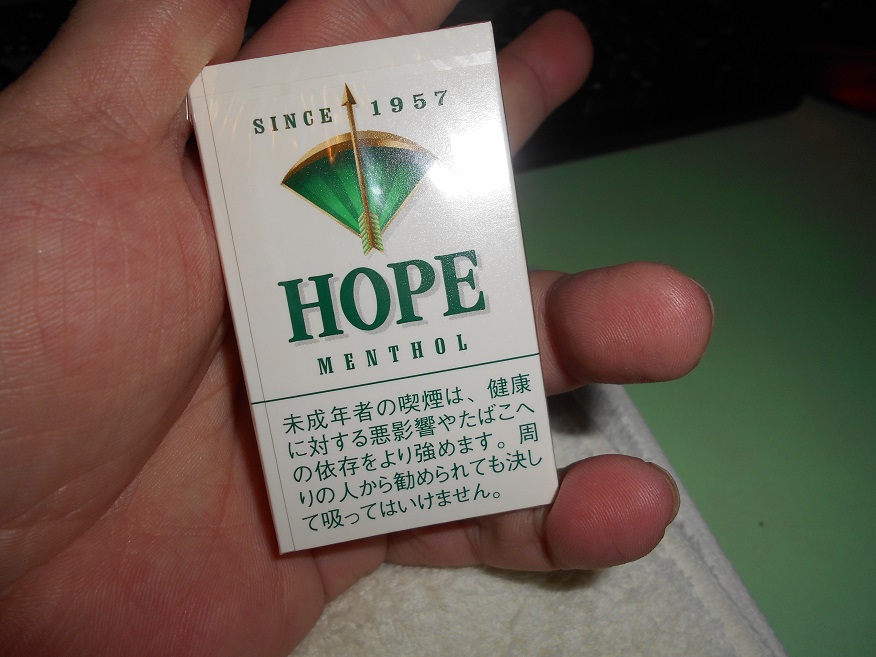 SINCE 1957
HOPE
MENTHOL
未成年者の喫煙は、健康
に対する悪影響やたばこへ
の依存をより強めます。周
りの人から勧められても決し
て吸ってはいけません。